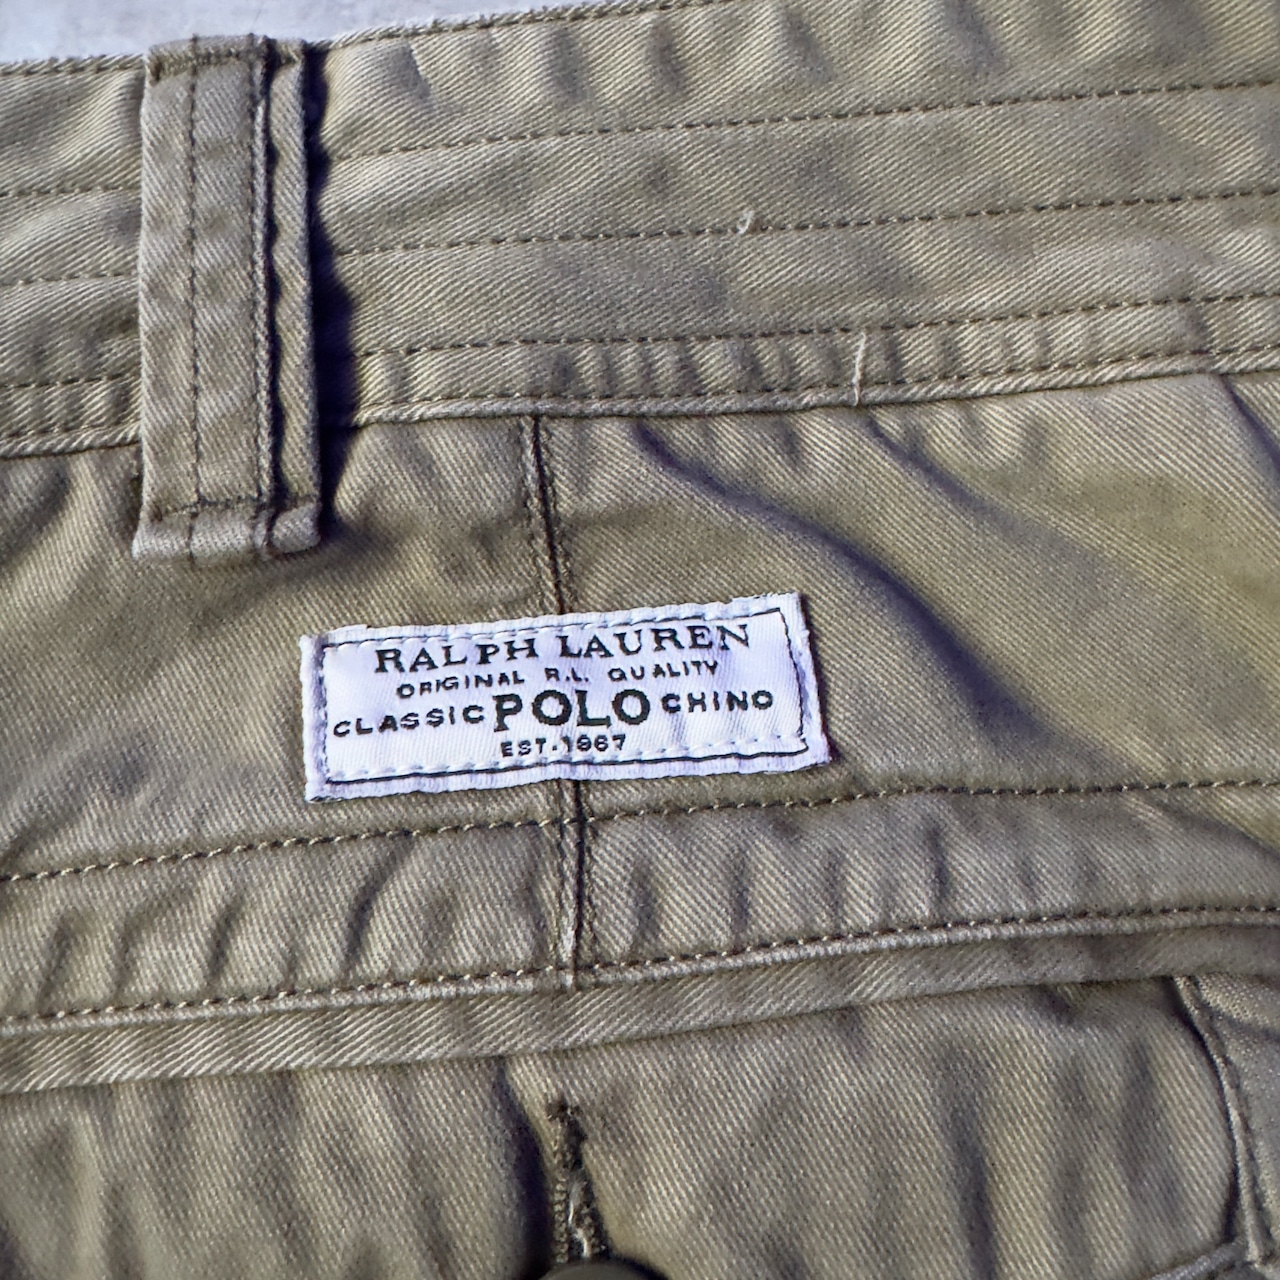 RALPH LAUREN
ORIGINAL R.L. QUALITY
CLASSIC POLO CHINO
EST. 1967